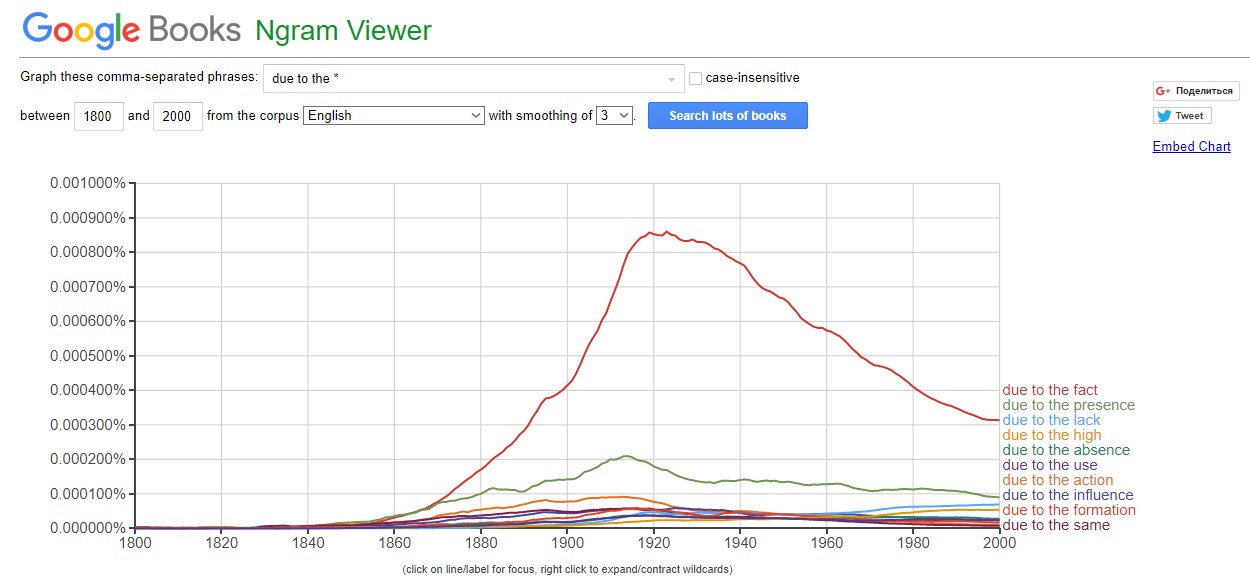 Google Books Ngram Viewer
Graph these comma-separated phrases: due to the * case-insensitive
between 1800 and 2000 from the corpus English with smoothing of 3 . Search lots of books
G+ Поделиться
Tweet
Embed Chart
0.001000%
0.000900%
0.000800%
0.000700%
0.000600%
0.000500%
0.000400%
0.000300%
0.000200%
0.000100%
0.000000%
1800 1820 1840 1860 1880 1900 1920 1940 1960 1980 2000
due to the fact
due to the presence
due to the lack
due to the high
due to the absence
due to the use
due to the action
due to the influence
due to the formation
due to the same
(click on line/label for focus, right click to expand/contract wildcards)